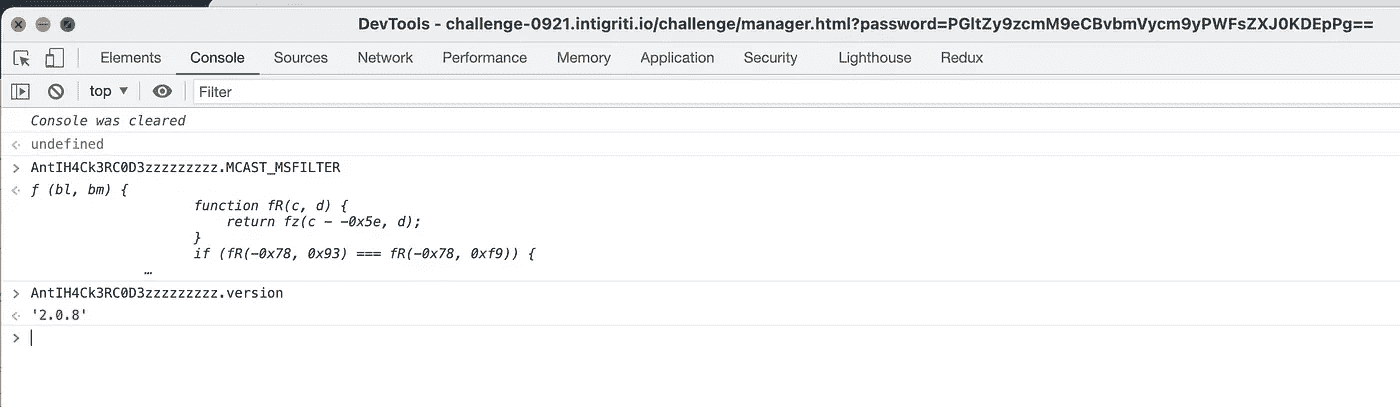 DevTools - challenge-0921.intigriti.io/challenge/manager.html?password=PGltZy9zcmM9eCBvbmVycm9yPWFsZXJ0KDEpPg==
Elements Console Sources Network Performance Memory Application Security Lighthouse Redux
top ▼ Filter
Console was cleared
undefined
AntIH4Ck3RC0D3zzzzzzzzz.MCAST_MSFILTER
ƒ (bl, bm) {
function fR(c, d) {
return fz(c - -0x5e, d);
}
if (fR(-0x78, 0x93) === fR(-0x78, 0xf9)) {
…
AntIH4Ck3RC0D3zzzzzzzzz.version
'2.0.8'